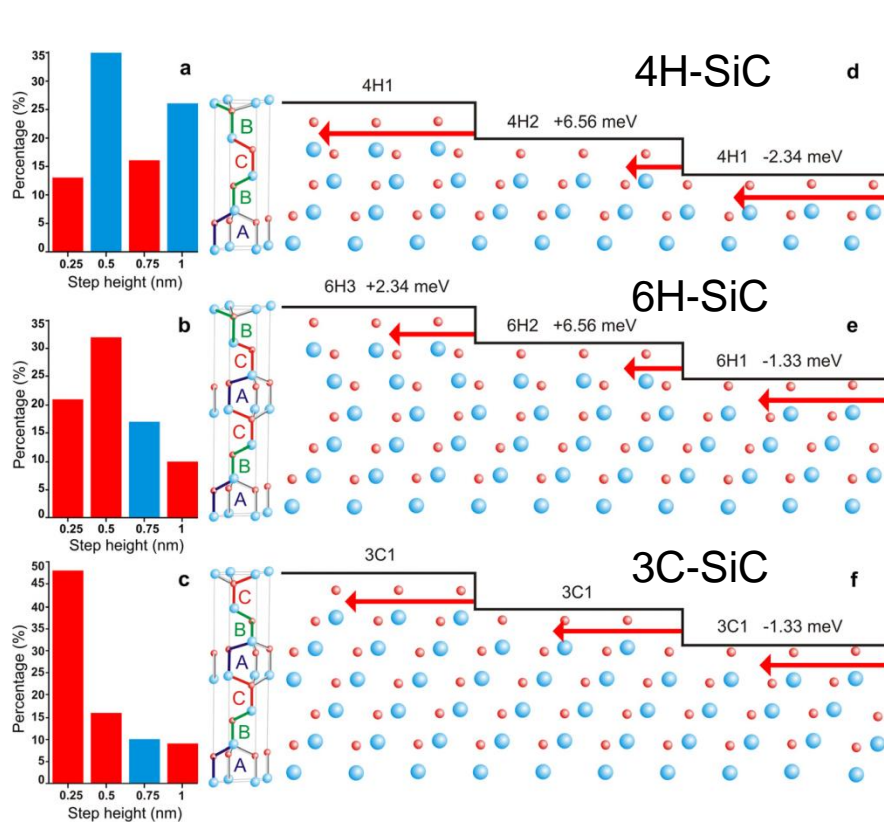 4H-SiC
a
d
Percentage (%)
35
30
25
20
15
10
5
0
0.25 0.5 0.75 1
Step height (nm)
B
C
B
A
4H1
4H2 +6.56 meV
4H1 -2.34 meV
6H-SiC
b
e
Percentage (%)
35
30
25
20
15
10
5
0
0.25 0.5 0.75 1
Step height (nm)
B
C
A
C
B
A
6H3 +2.34 meV
6H2 +6.56 meV
6H1 -1.33 meV
3C-SiC
c
f
Percentage (%)
50
45
40
35
30
25
20
15
10
5
0
0.25 0.5 0.75 1
Step height (nm)
C
B
A
C
B
A
3C1
3C1
3C1 -1.33 meV